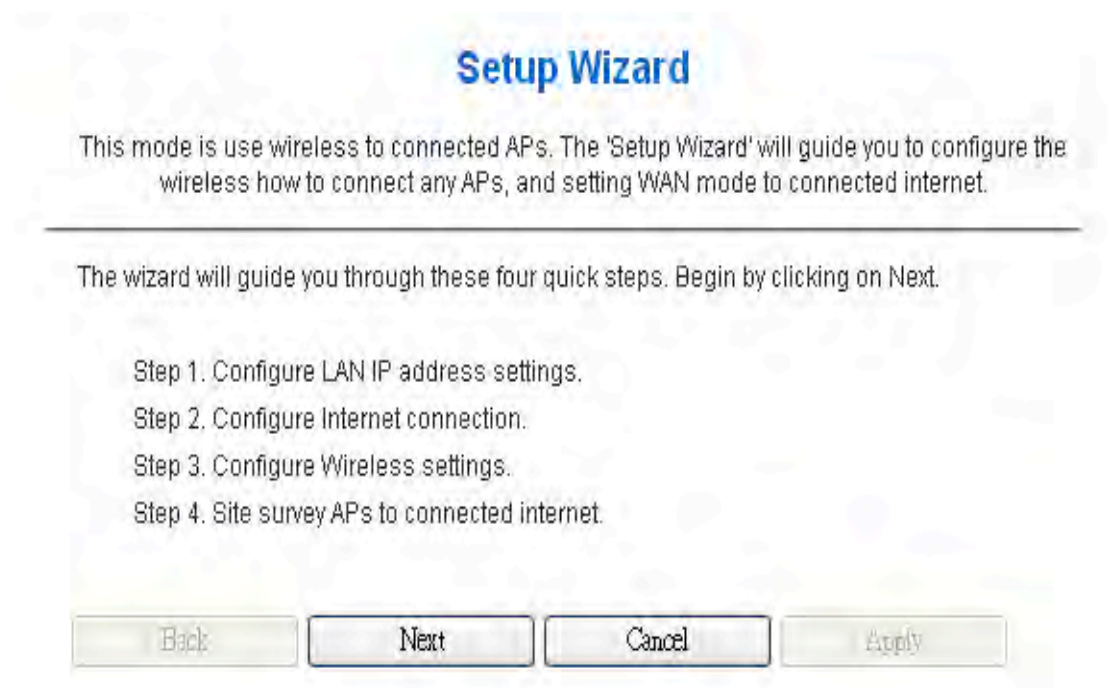 Setup Wizard
This mode is use wireless to connected APs. The 'Setup Wizard' will guide you to configure the
wireless how to connect any APs, and setting WAN mode to connected internet.
The wizard will guide you through these four quick steps. Begin by clicking on Next.
Step 1. Configure LAN IP address settings.
Step 2. Configure Internet connection.
Step 3. Configure Wireless settings.
Step 4. Site survey APs to connected internet.
Back Next Cancel Apply